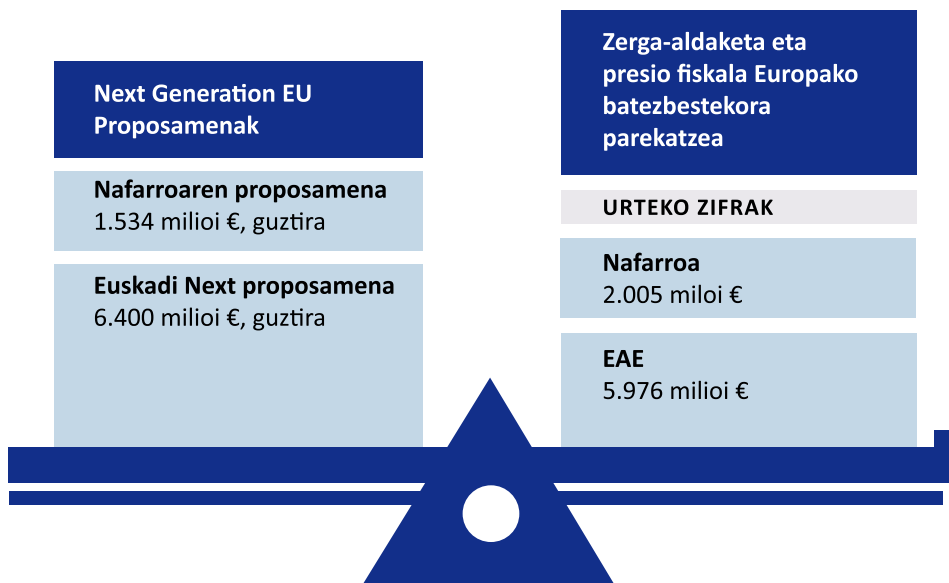 Next Generation EU
Proposamenak
Nafarroaren proposamena
1.534 milioi €, guztira
Euskadi Next proposamena
6.400 milioi €, guztira
Zerga-aldaketa eta
presio fiskala Europako
batezbestekora
parekatzea
URTEKO ZIFRAK
Nafarroa
2.005 miloi €
EAE
5.976 milioi €